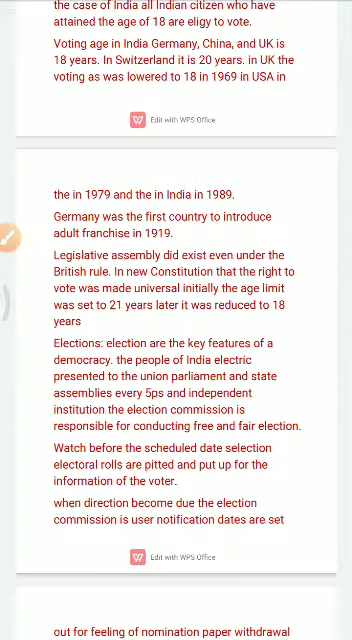 the case of India all Indian citizen who have
attained the age of 18 are eligy to vote.
Voting age in India Germany, China, and UK is
18 years. In Switzerland it is 20 years. in UK the
voting as was lowered to 18 in 1969 in USA in
Edit with WPS Office
the in 1979 and the in India in 1989.
Germany was the first country to introduce
adult franchise in 1919.
Legislative assembly did exist even under the
British rule. In new Constitution that the right to
vote was made universal initially the age limit
was set to 21 years later it was reduced to 18
years
Elections: election are the key features of a
democracy. the people of India electric
presented to the union parliament and state
assemblies every 5ps and independent
institution the election commission is
responsible for conducting free and fair election.
Watch before the scheduled date selection
electoral rolls are pitted and put up for the
information of the voter.
when direction become due the election
commission is user notification dates are set
Edit with WPS Office
out for feeling of nomination paper withdrawal